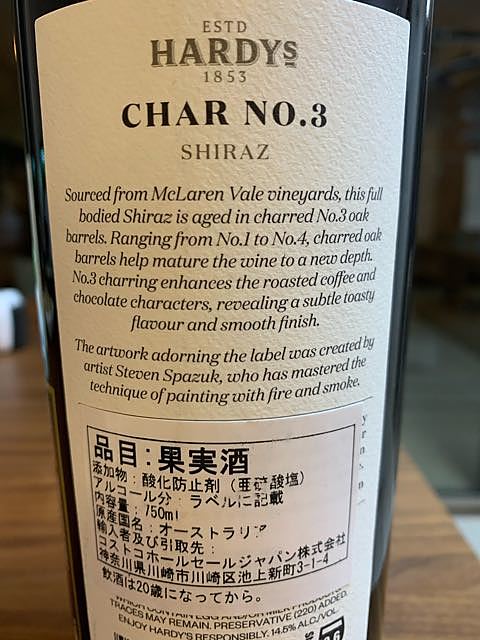 ESTD
HARDYS
1853
CHAR NO.3
SHIRAZ
Sourced from McLaren Vale vineyards, this full
bodied Shiraz is aged in charred No.3 oak
barrels. Ranging from No.1 to No.4, charred oak
barrels help mature the wine to a new depth.
No.3 charring enhances the roasted coffee and
chocolate characters, revealing a subtle toasty
flavour and smooth finish.
The artwork adorning the label was created by
artist Steven Spazuk, who has mastered the
technique of painting with fire and smoke.
品目：果実酒
添加物：酸化防止剤（亜硫酸塩）
アルコール分：ラベルに記載
内容量：750ml
原産国名：オーストラリア
輸入者及び引取先：
コストコホールセールジャパン株式会社
神奈川県川崎市川崎区池上新町3-1-4
飲酒は20歳になってから。
TRACES MAY REMAIN. PRESERVATIVE (220) ADDED.
ENJOY HARDY'S RESPONSIBLY. 14.5% ALC/VOL.